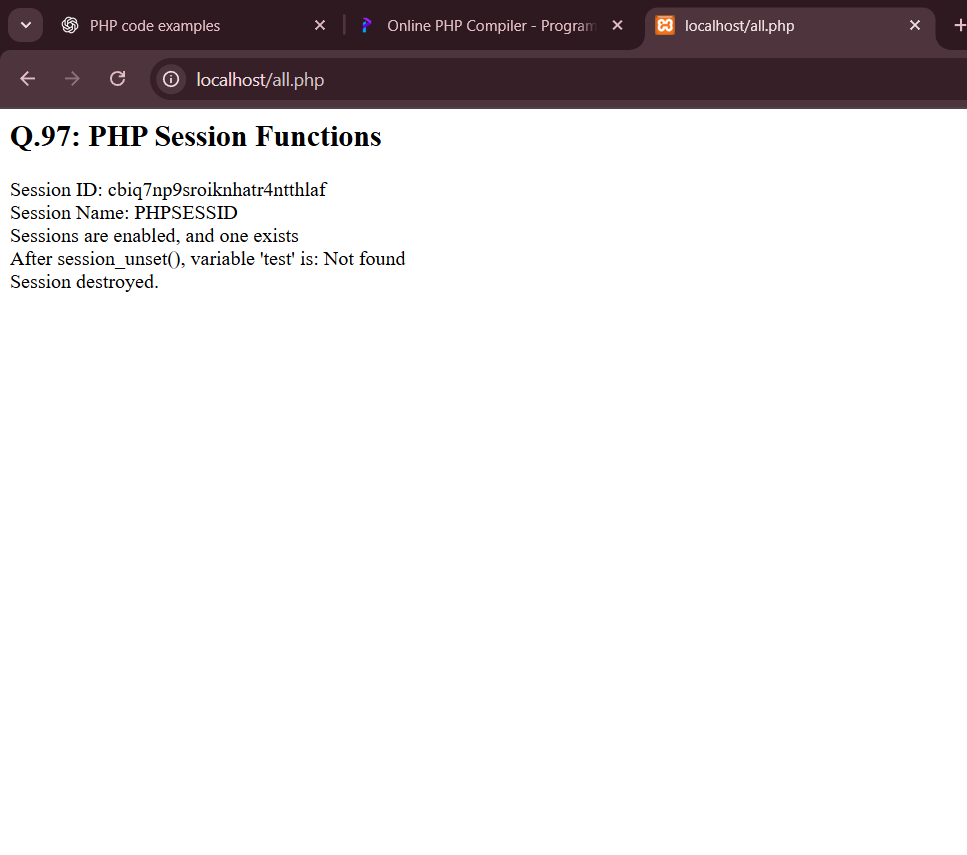 PHP code examples
Online PHP Compiler - Program
localhost/all.php
localhost/all.php
Q.97: PHP Session Functions
Session ID: cbiq7np9sroiknhatr4ntthlaf
Session Name: PHPSESSID
Sessions are enabled, and one exists
After session_unset(), variable 'test' is: Not found
Session destroyed.